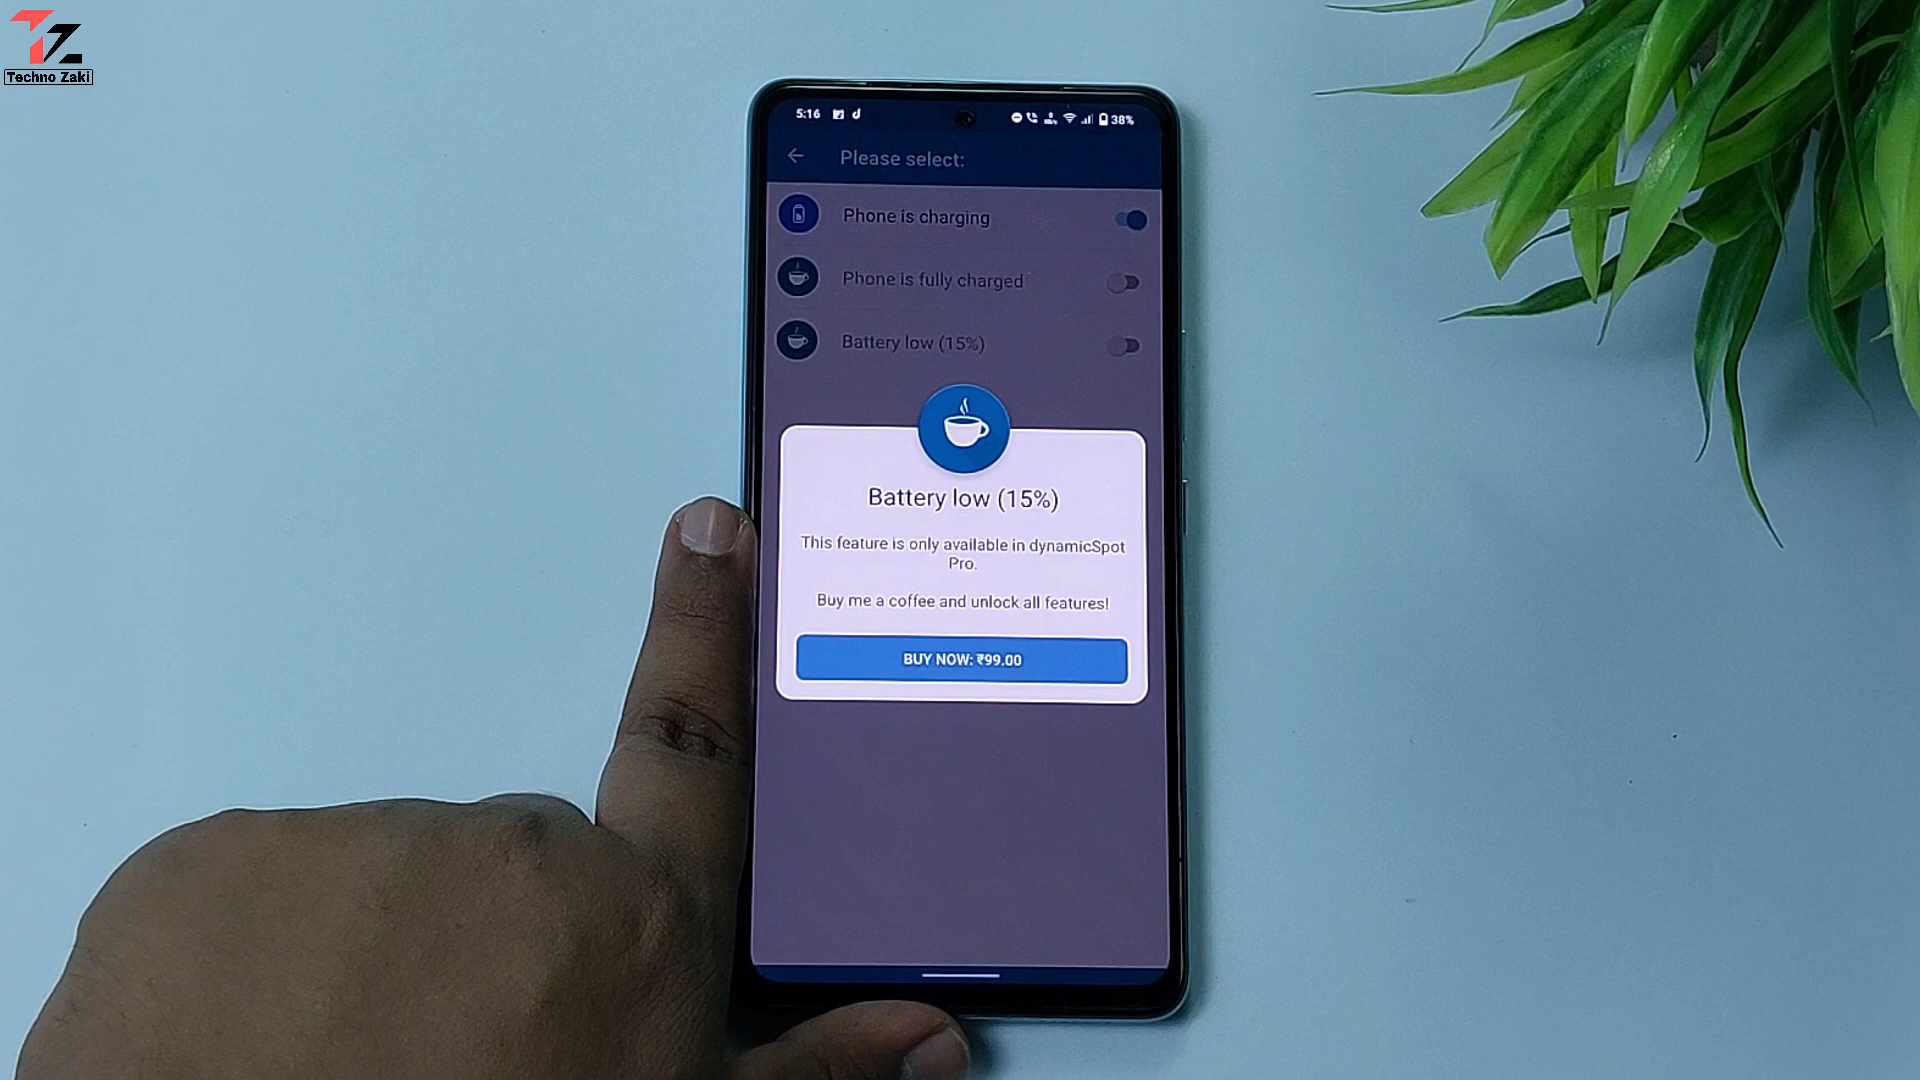 TZ
Techno Zaki
5:16
38%
Please select:
Phone is charging
Phone is fully charged
Battery low (15%)
Battery low (15%)
This feature is only available in dynamicSpot
Pro.
Buy me a coffee and unlock all features!
BUY NOW: ₹99.00